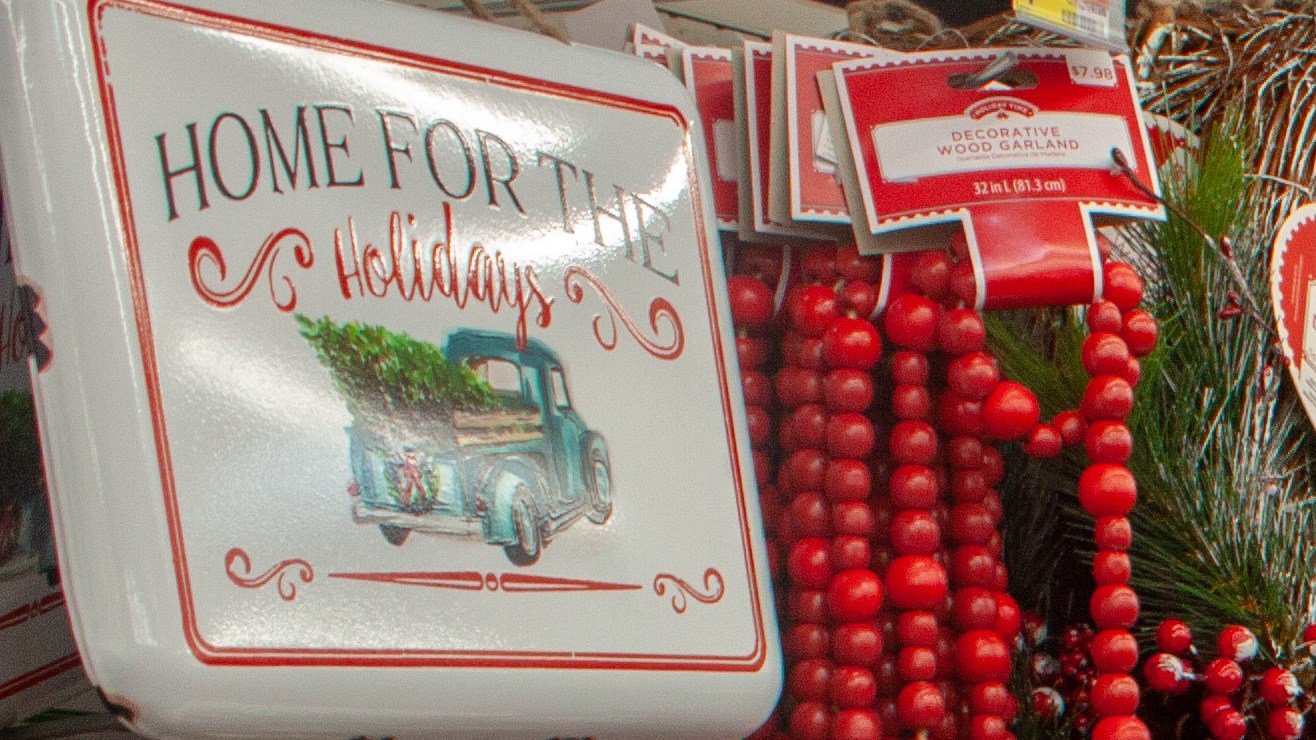 HOME FOR THE
Holidays
$7.98
HOLIDAY TIME
DECORATIVE
WOOD GARLAND
Guirnalda Decorativa de Madera
32 in L (81.3 cm)